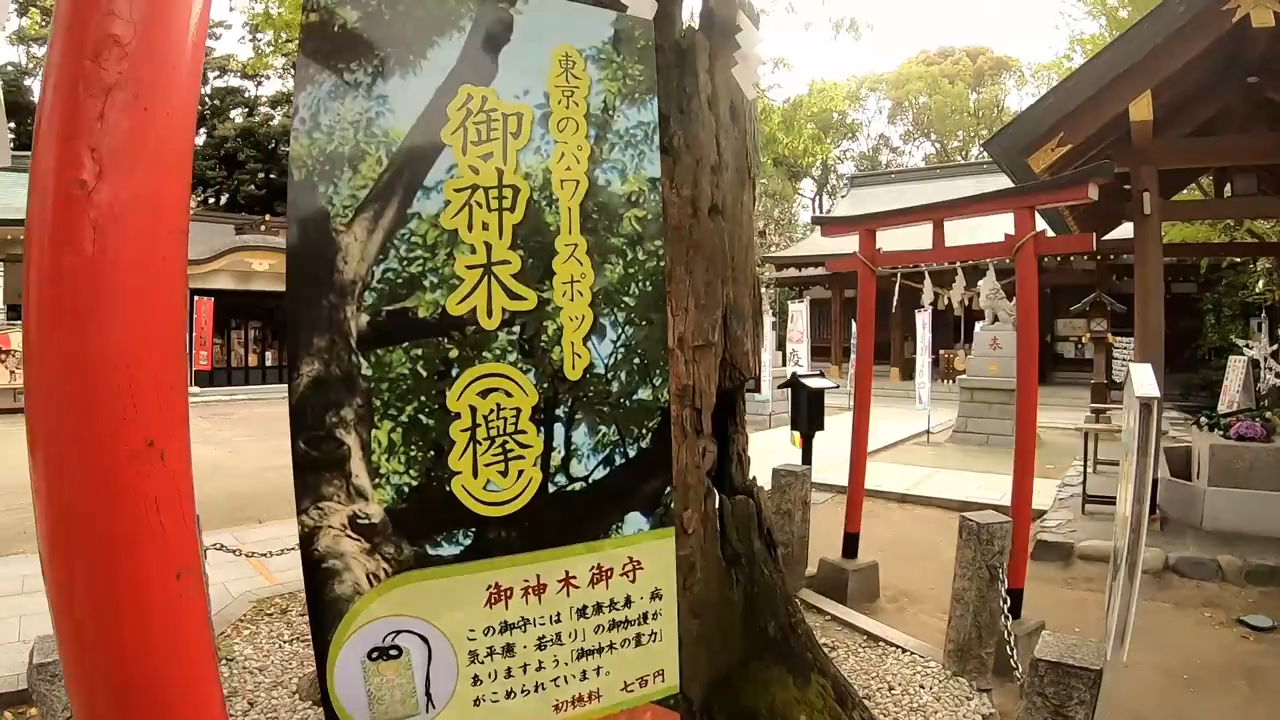 東京のパワースポット
御神木
(欅)
御神木御守
この御守には「健康長寿・病
気平癒・若返り」の御加護が
ありますよう、「御神木の霊力」
がこめられています。
初穂料 七百円
奉
疫